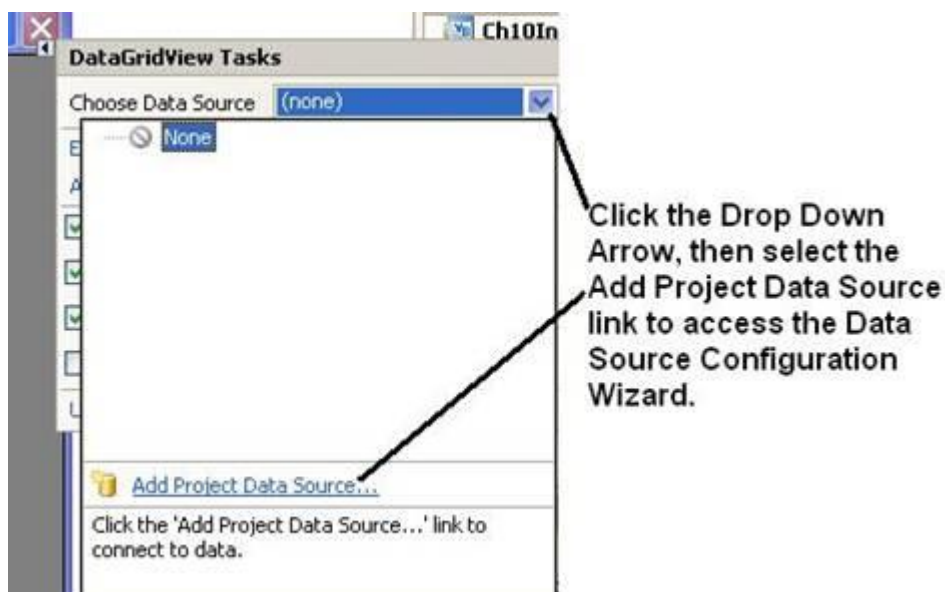 Ch10In
DataGridView Tasks
Choose Data Source (none)
None
E
A
U
Click the Drop Down
Arrow, then select the
Add Project Data Source
link to access the Data
Source Configuration
Wizard.
Add Project Data Source...
Click the 'Add Project Data Source...' link to
connect to data.